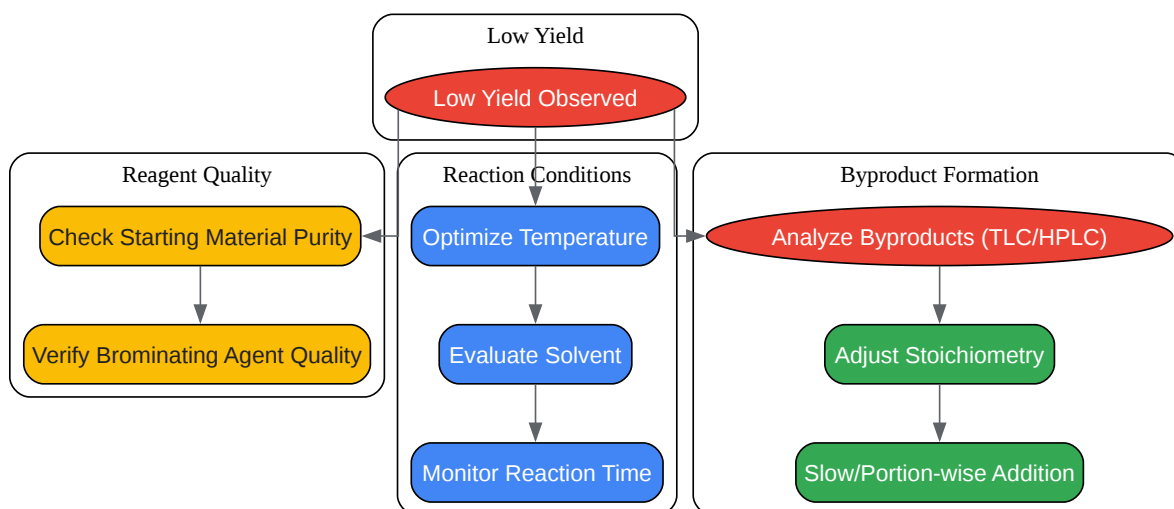 Low Yield
Low Yield Observed
Reagent Quality
Reaction Conditions
Byproduct Formation
Check Starting Material Purity
Optimize Temperature
Analyze Byproducts (TLC/HPLC)
Verify Brominating Agent Quality
Evaluate Solvent
Adjust Stoichiometry
Monitor Reaction Time
Slow/Portion-wise Addition